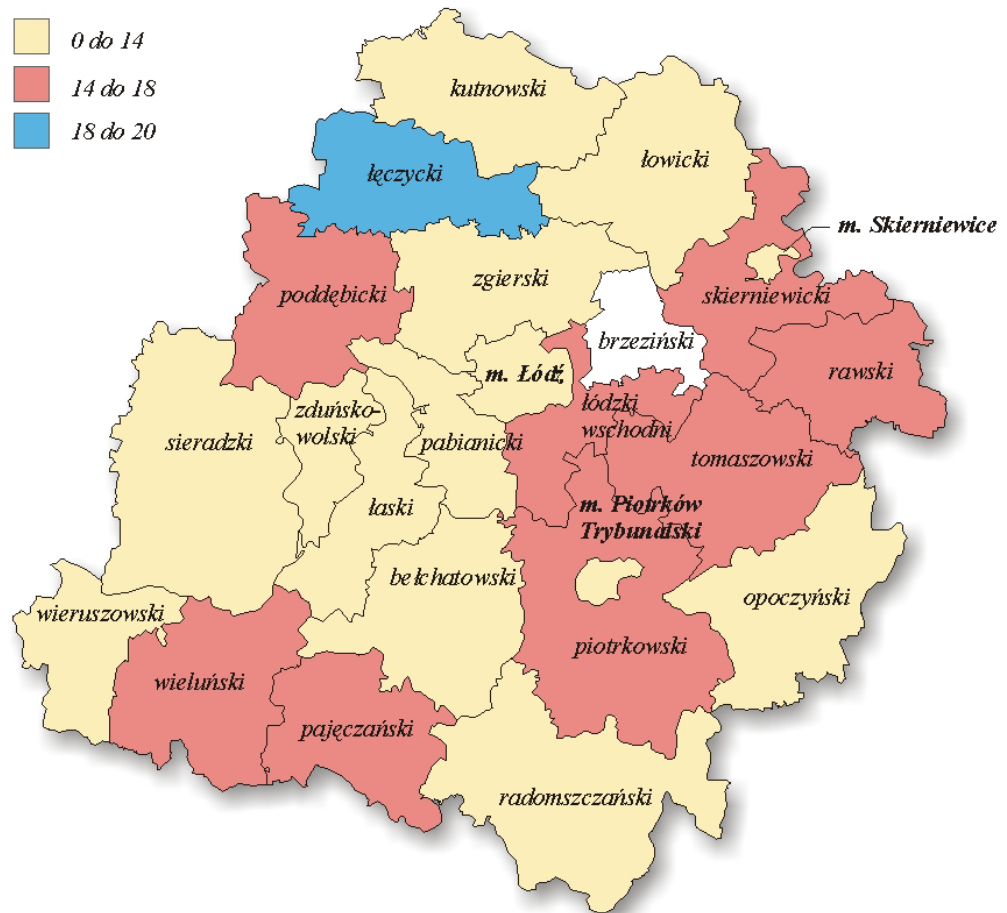 0 do 14
14 do 18
18 do 20
kutnowski
łęczycki
łowicki
m. Skierniewice
zgierski
poddębicki
skierniewicki
brzeziński
rawski
m. Łódź
zduńsko-
wolski
łódzki
wschodni
sieradzki
pabianicki
tomaszowski
łaski
m. Piotrków
Trybunalski
bełchatowski
opoczyński
wieruszowski
piotrkowski
wieluński
pajęczański
radomszczański